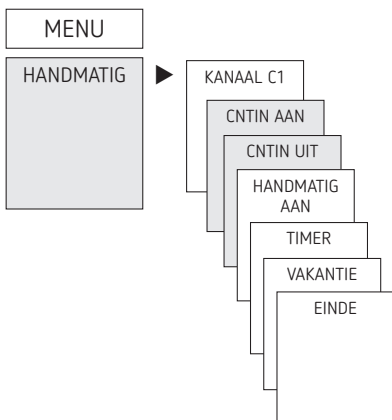 MENU
HANDMATIG
KANAAL C1
CNTIN AAN
CNTIN UIT
HANDMATIG
AAN
TIMER
VAKANTIE
EINDE